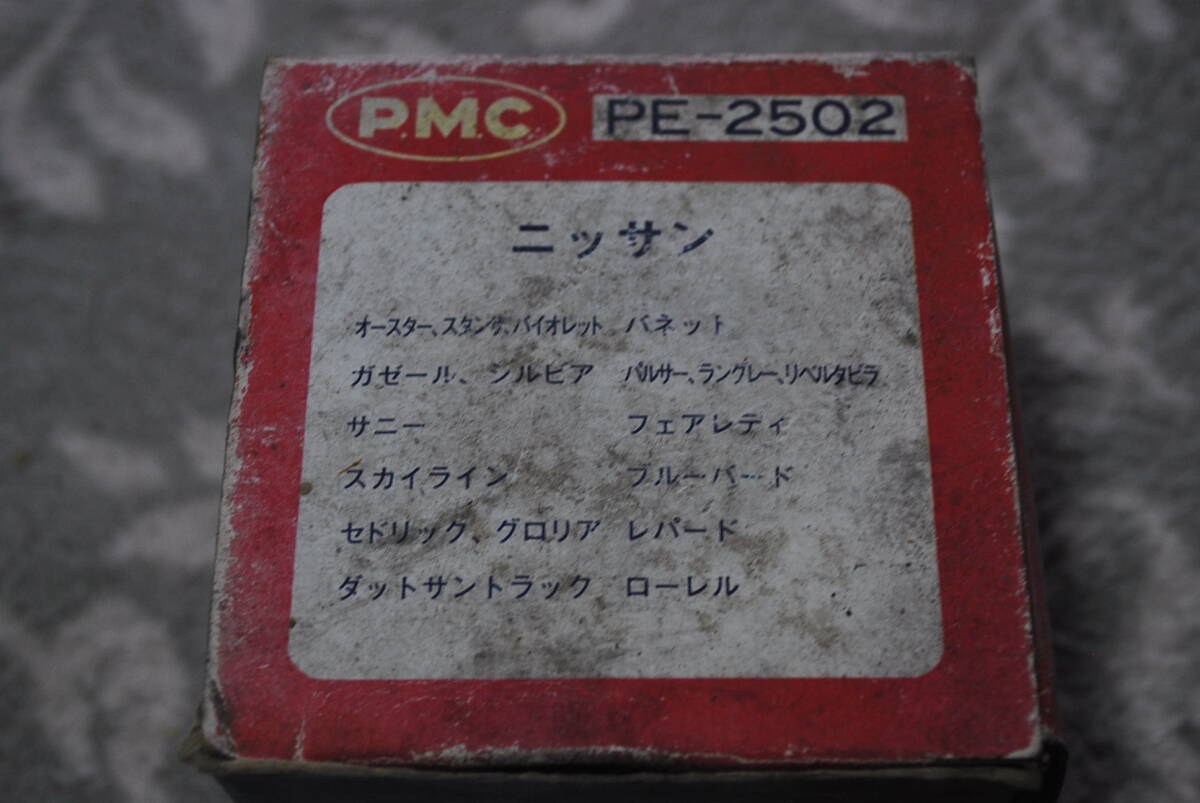 P.M.C PE-2502
ニッサン
オースター、スタンザ、バイオレット バネット
ガゼール、シルビア パルサー、ラングレー、リベルタビラ
サニー フェアレディ
スカイライン ブルーバード
セドリック、グロリア レパード
ダットサントラック ローレル